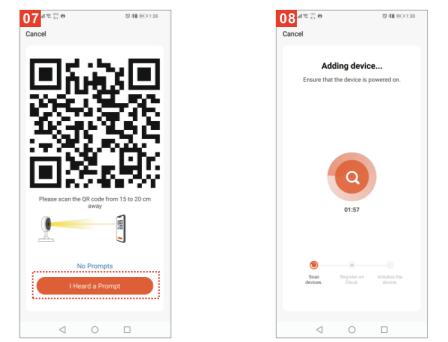 07
Cancel
Please scan the QR code from 15 to 20 cm
away
No Prompts
I Heard a Prompt
08
Cancel
Adding device...
Ensure that the device is powered on.
01:57
Scan
devices.
Register on
Cloud.
Initialize the
device.